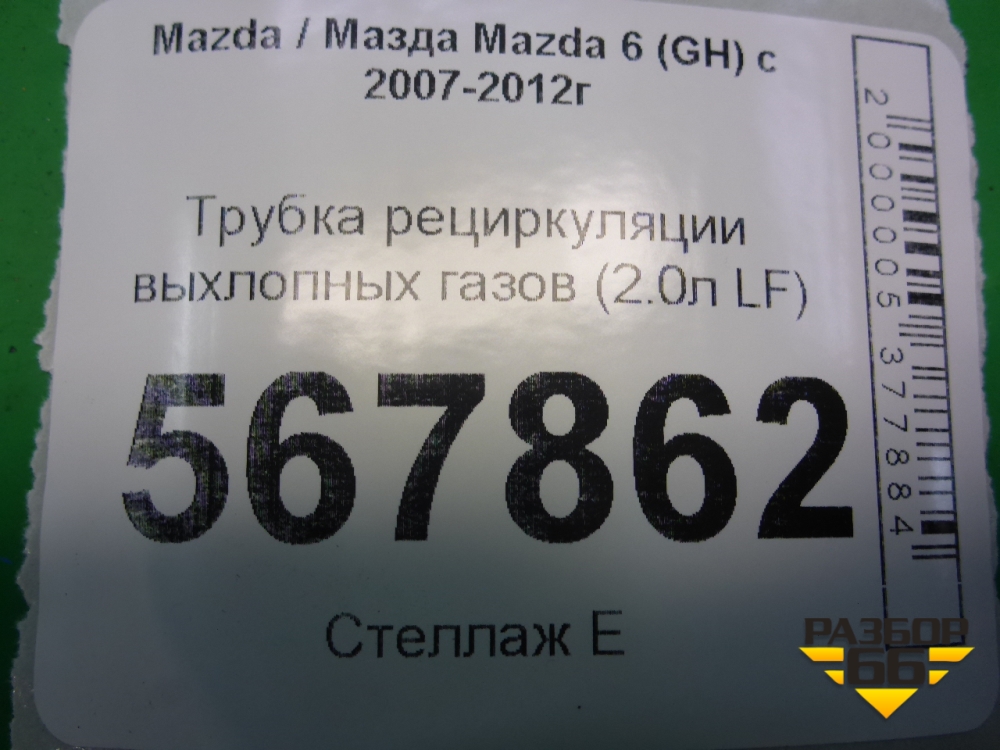 Mazda / Мазда Mazda 6 (GH) с
2007-2012г
Трубка рециркуляции
выхлопных газов (2.0л LF)
567862
Стеллаж Е
2000005377884
РАЗБОР
66